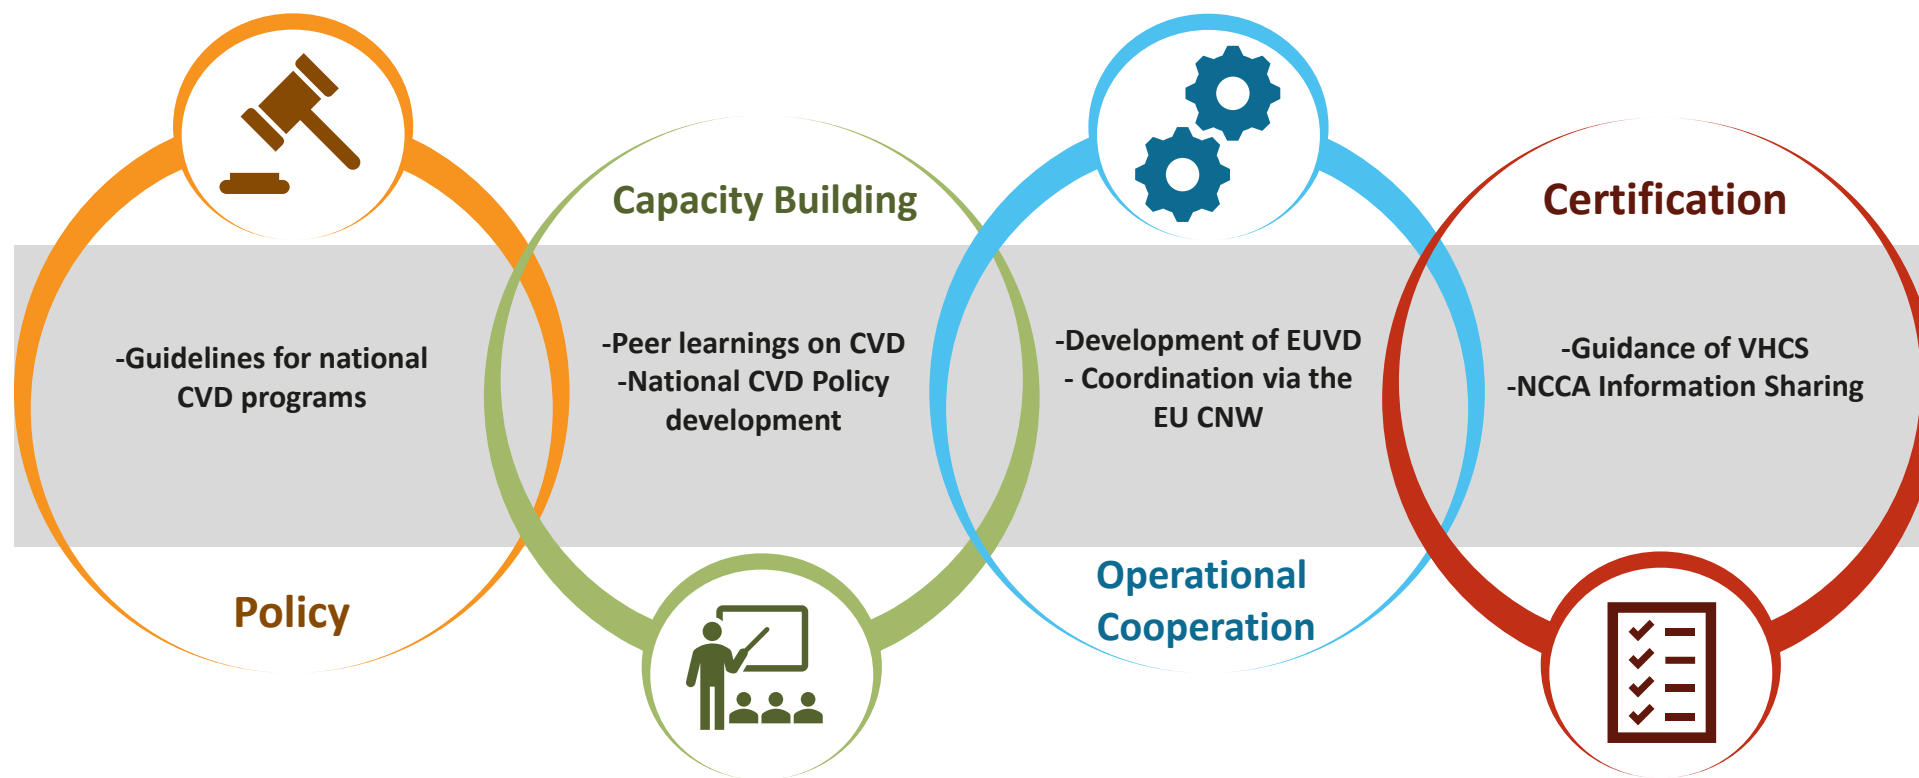 Policy
-Guidelines for national
CVD programs
Capacity Building
-Peer learnings on CVD
-National CVD Policy
development
-Development of EUVD
- Coordination via the
EU CNW
Operational
Cooperation
Certification
-Guidance of VHCS
-NCCA Information Sharing